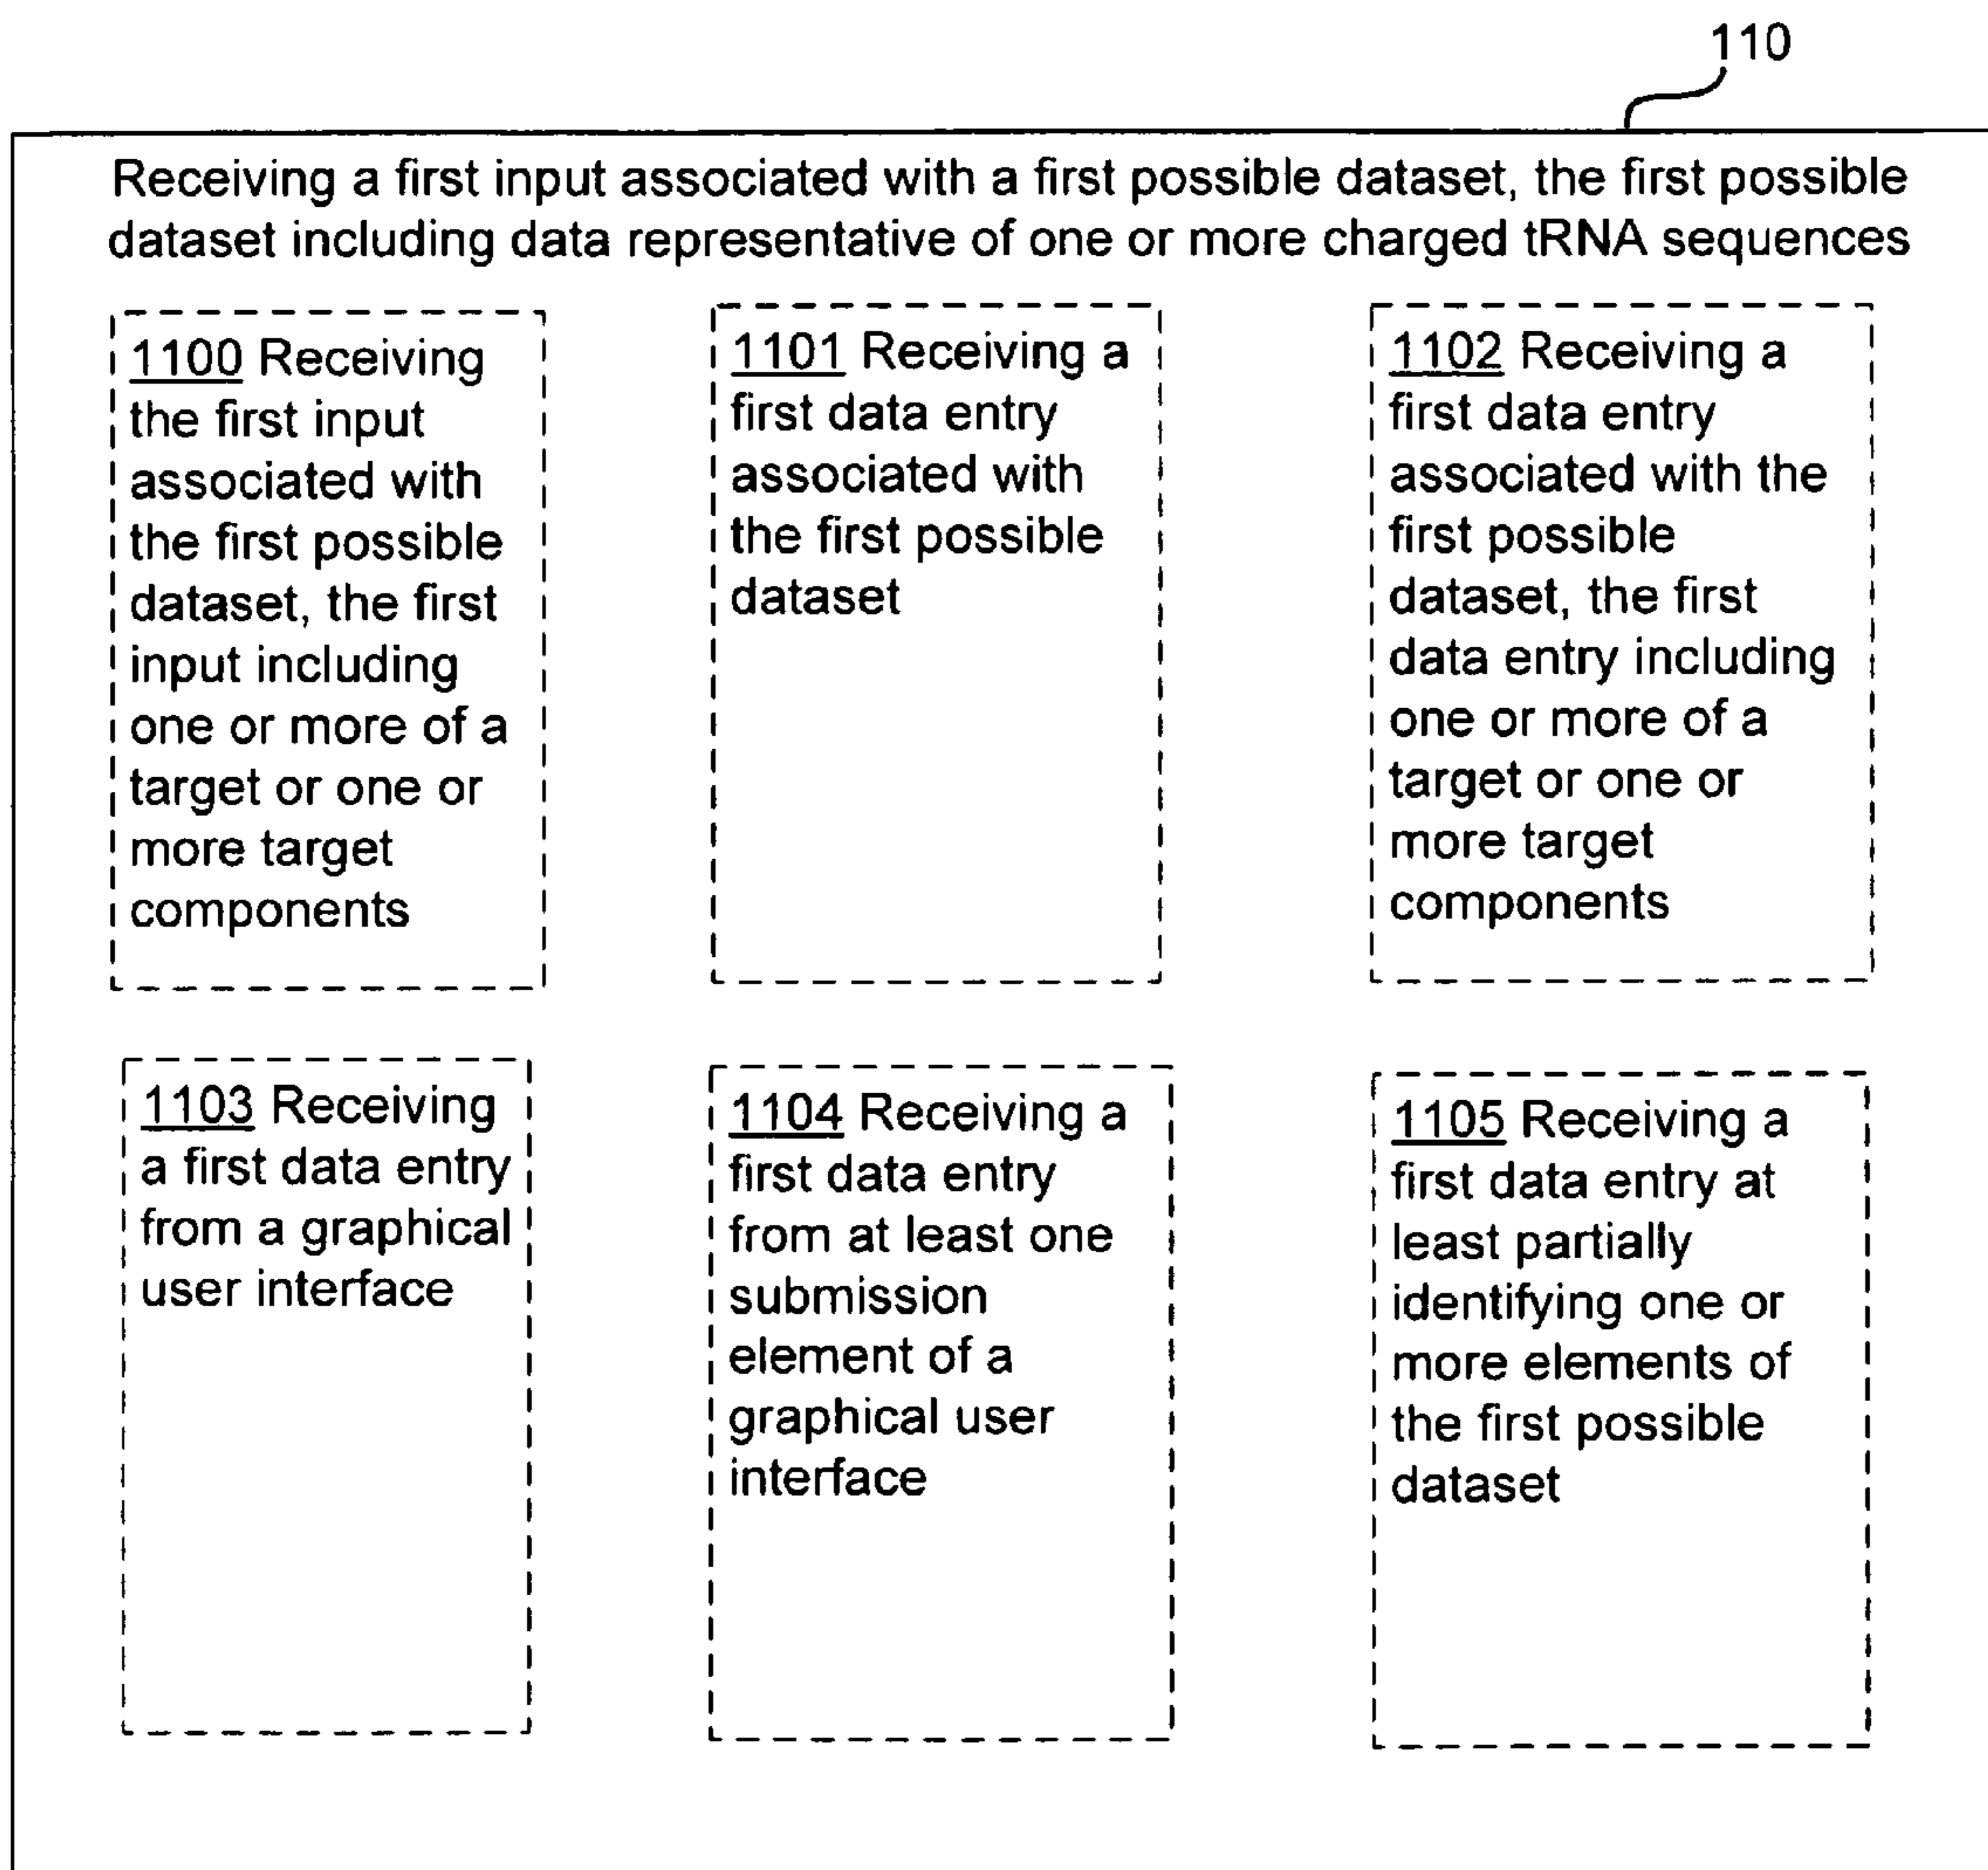 110
Receiving a first input associated with a first possible dataset, the first possible
dataset including data representative of one or more charged tRNA sequences
1100 Receiving
the first input
associated with
the first possible
dataset, the first
input including
one or more of a
target or one or
more target
components
1101 Receiving a
first data entry
associated with
the first possible
dataset
1102 Receiving a
first data entry
associated with the
first possible
dataset, the first
data entry including
one or more of a
target or one or
more target
components
1103 Receiving
a first data entry
from a graphical
user interface
1104 Receiving a
first data entry
from at least one
submission
element of a
graphical user
interface
1105 Receiving a
first data entry at
least partially
identifying one or
more elements of
the first possible
dataset